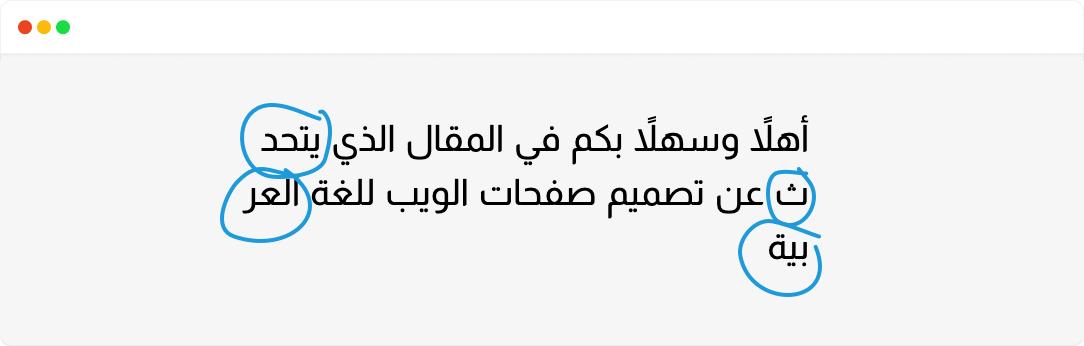 أهلًا وسهلًا بكم في المقال الذي يتحد
ث عن تصميم صفحات الويب للغة العر
بية